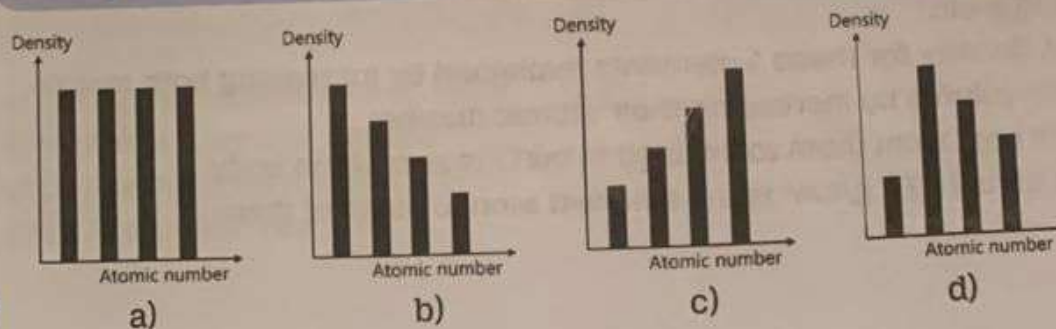 Density
Density
Density
Density
Atomic number
Atomic number
Atomic number
Atomic number
a)
b)
c)
d)